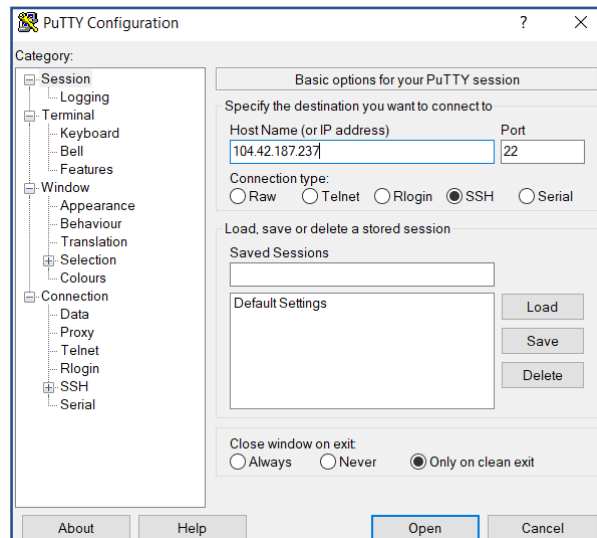 PuTTY Configuration ? ×
Category:
Session
Logging
Terminal
Keyboard
Bell
Features
Window
Appearance
Behaviour
Translation
Selection
Colours
Connection
Data
Proxy
Telnet
Rlogin
SSH
Serial
Basic options for your PuTTY session
Specify the destination you want to connect to
Host Name (or IP address) Port
104.42.187.237 22
Connection type:
Raw Telnet Rlogin SSH Serial
Load, save or delete a stored session
Saved Sessions
Default Settings
Load
Save
Delete
Close window on exit:
Always Never Only on clean exit
About Help Open Cancel